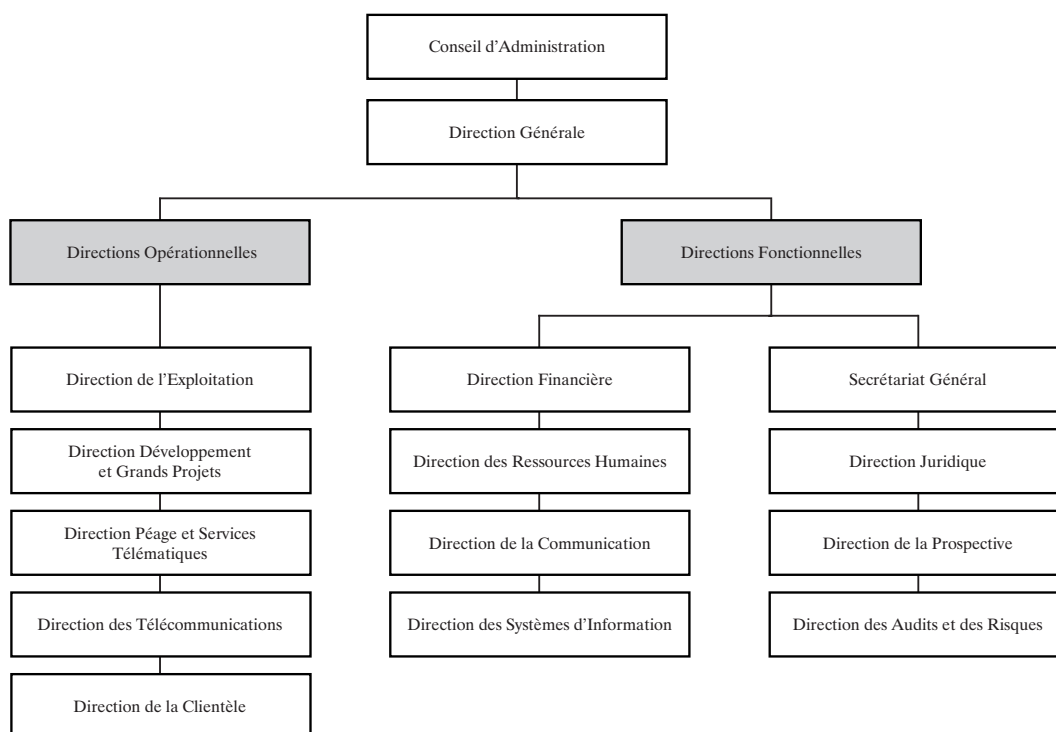 Conseil d’Administration
Direction Générale
Directions Opérationnelles
Directions Fonctionnelles
Direction de l’Exploitation
Direction Financière
Secrétariat Général
Direction Développement
et Grands Projets
Direction des Ressources Humaines
Direction Juridique
Direction Péage et Services
Télématiques
Direction de la Communication
Direction de la Prospective
Direction des Télécommunications
Direction des Systèmes d’Information
Direction des Audits et des Risques
Direction de la Clientèle